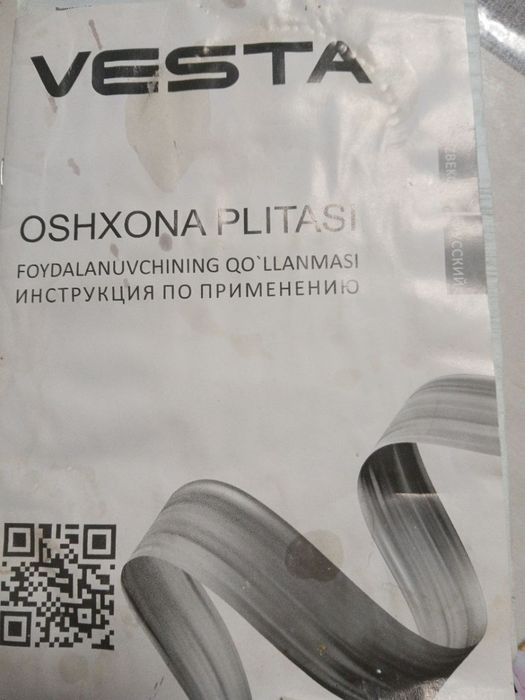 VESTA
OSHXONA PLITASI
FOYDALANUVCHINING QO`LLANMASI
ИНСТРУКЦИЯ ПО ПРИМЕНЕНИЮ